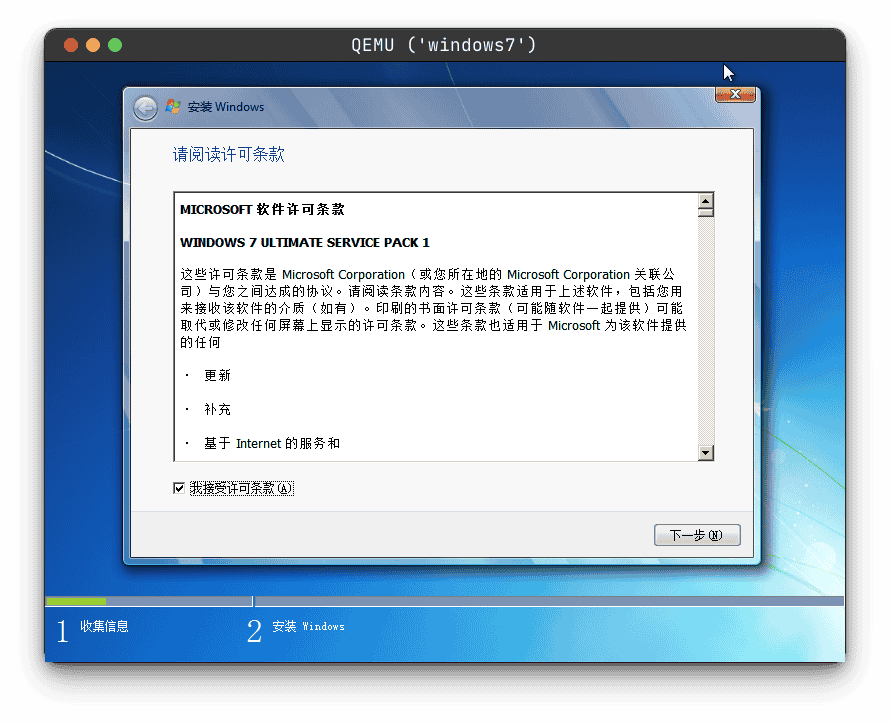 QEMU ('windows7')
安装 Windows
请阅读许可条款
MICROSOFT 软件许可条款
WINDOWS 7 ULTIMATE SERVICE PACK 1
这些许可条款是 Microsoft Corporation（或您所在地的 Microsoft Corporation 关联公
司）与您之间达成的协议。请阅读条款内容。这些条款适用于上述软件，包括您用
来接收该软件的介质（如有）。印刷的书面许可条款（可能随软件一起提供）可能
取代或修改任何屏幕上显示的许可条款。这些条款也适用于 Microsoft 为该软件提供
的任何
· 更新
· 补充
· 基于 Internet 的服务和
我接受许可条款(A)
下一步(N)
1 收集信息
2 安装 Windows